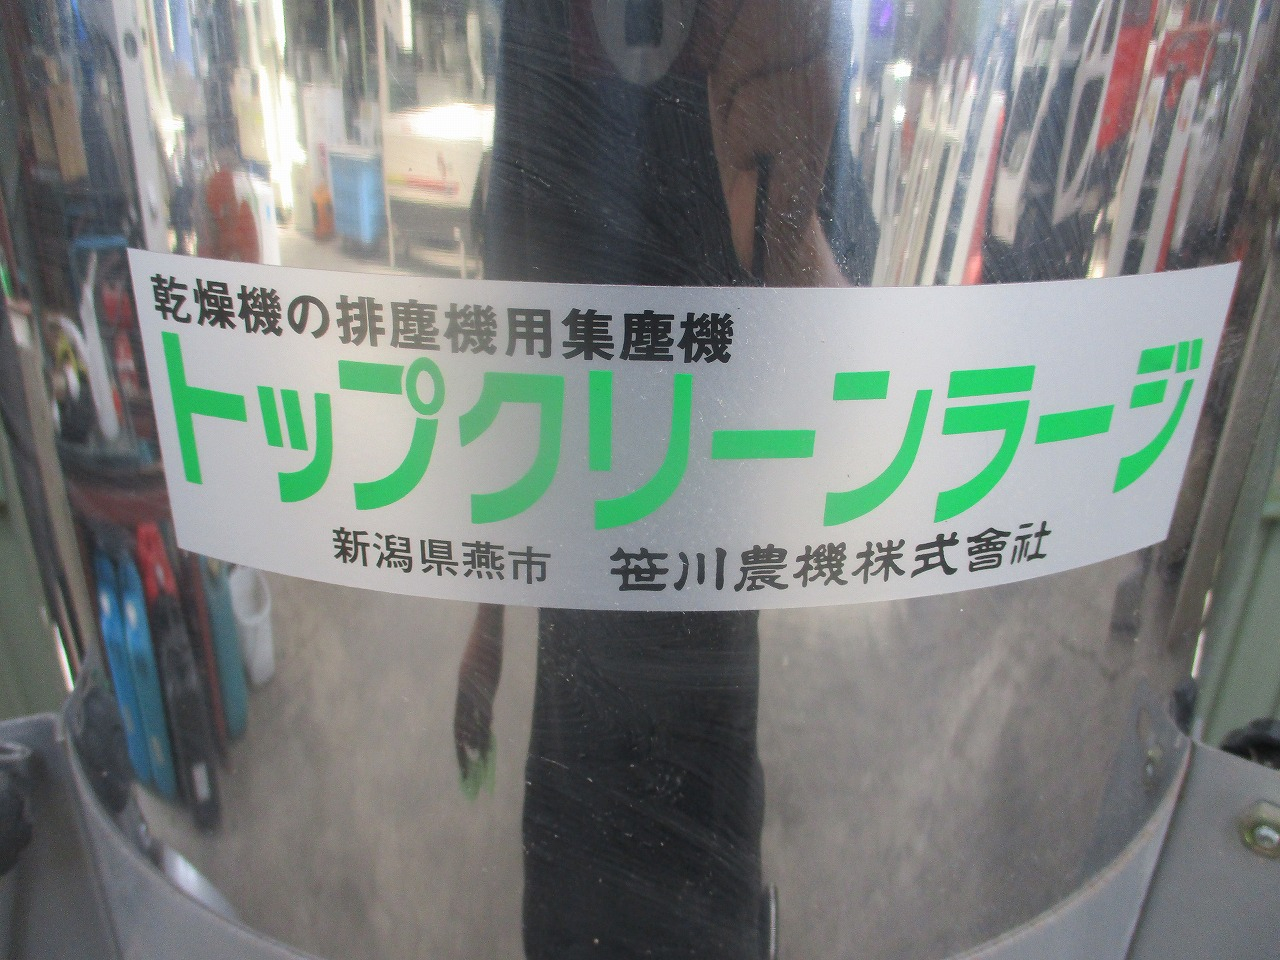 乾燥機の排塵機用集塵機
トップクリーンラージ
新潟県燕市 笹川農機株式會社